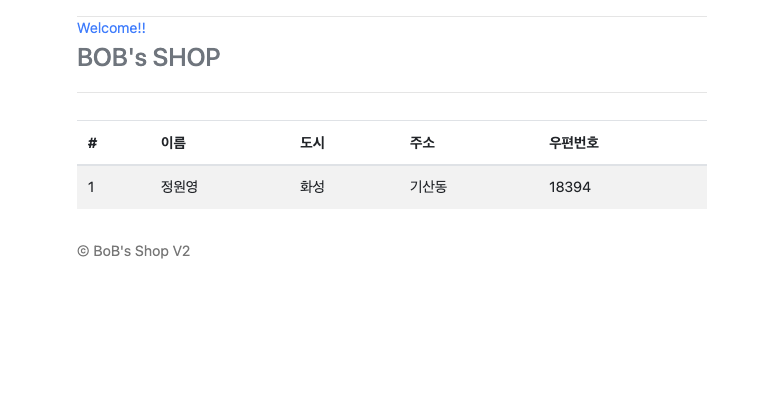 Welcome!!
BOB's SHOP
# 이름 도시 주소 우편번호
1 정원영 화성 기산동 18394
ⓒ BoB's Shop V2